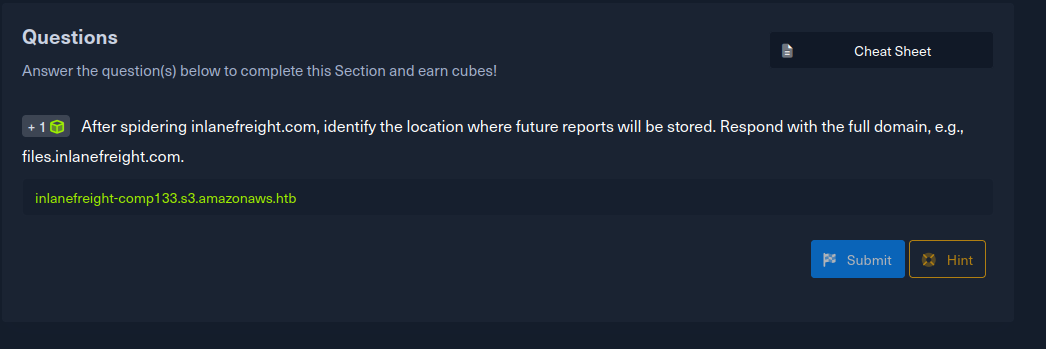 Questions
Cheat Sheet
Answer the question(s) below to complete this Section and earn cubes!
+ 1 After spidering inlanefreight.com, identify the location where future reports will be stored. Respond with the full domain, e.g.,
files.inlanefreight.com.
inlanefreight-comp133.s3.amazonaws.htb
Submit Hint